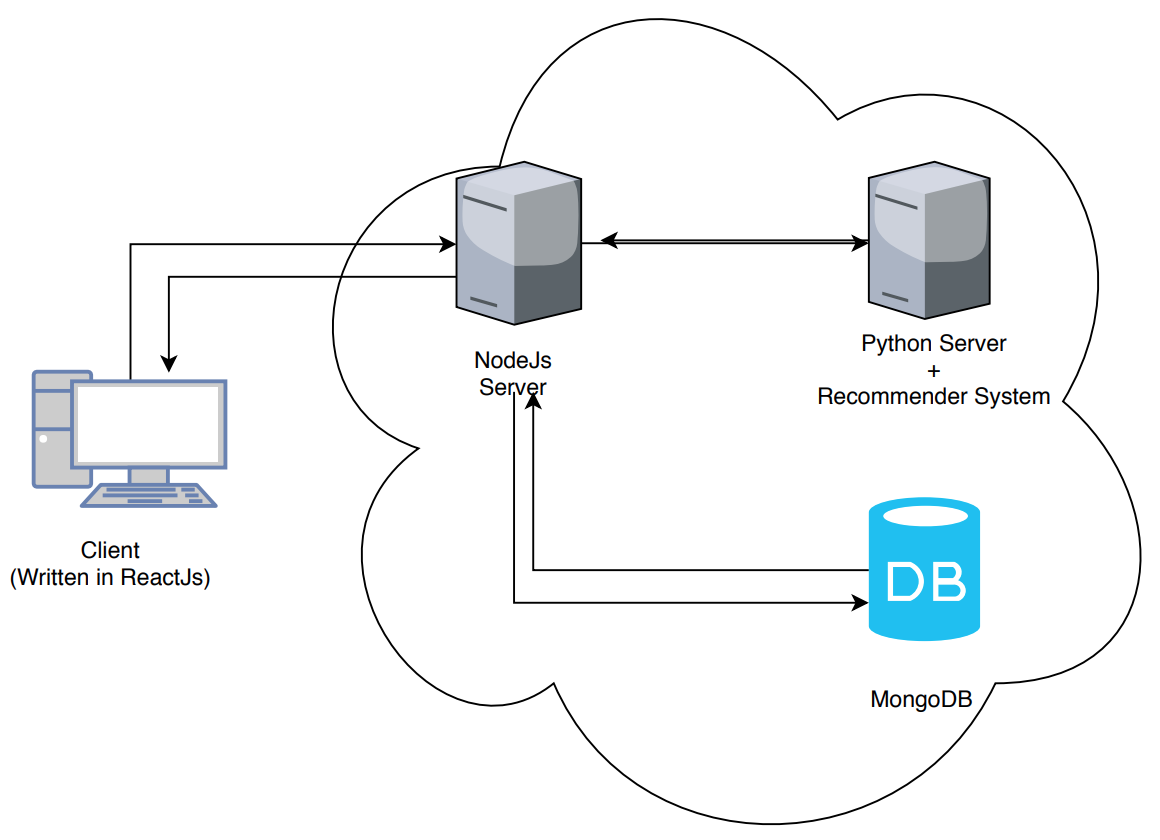 NodeJs
Server
Python Server
+
Recommender System
Client
(Written in ReactJs)
DB
MongoDB